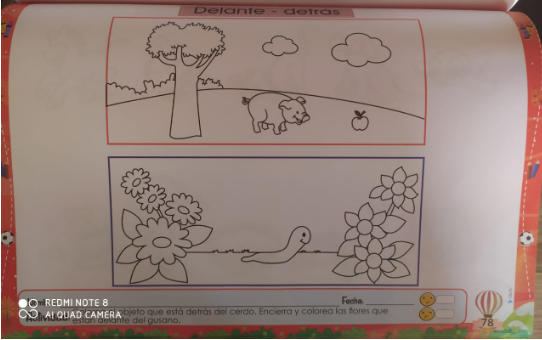 Delante - detrás
Fecha:
REDMI NOTE 8
AI QUAD CAMERA
objeto que está detrás del cerdo. Encierra y colorea las flores que
están delante del gusano.
78